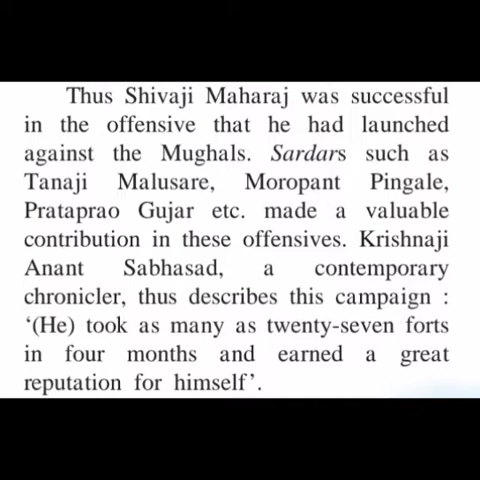 Thus Shivaji Maharaj was successful
in the offensive that he had launched
against the Mughals. Sardars such as
Tanaji Malusare, Moropant Pingale,
Prataprao Gujar etc. made a valuable
contribution in these offensives. Krishnaji
Anant Sabhasad, a contemporary
chronicler, thus describes this campaign :
‘(He) took as many as twenty-seven forts
in four months and earned a great
reputation for himself’.